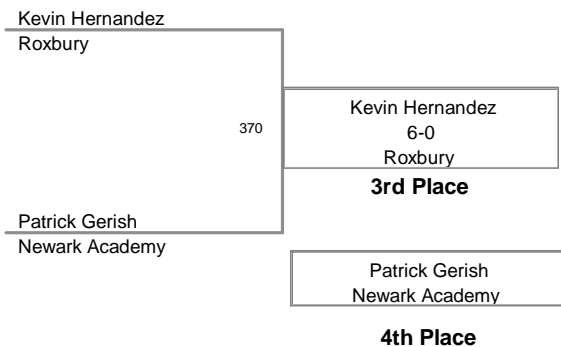 Kevin Hernandez
Roxbury
370
Kevin Hernandez
6-0
Roxbury
3rd Place
Patrick Gerish
Newark Academy
Patrick Gerish
Newark Academy
4th Place